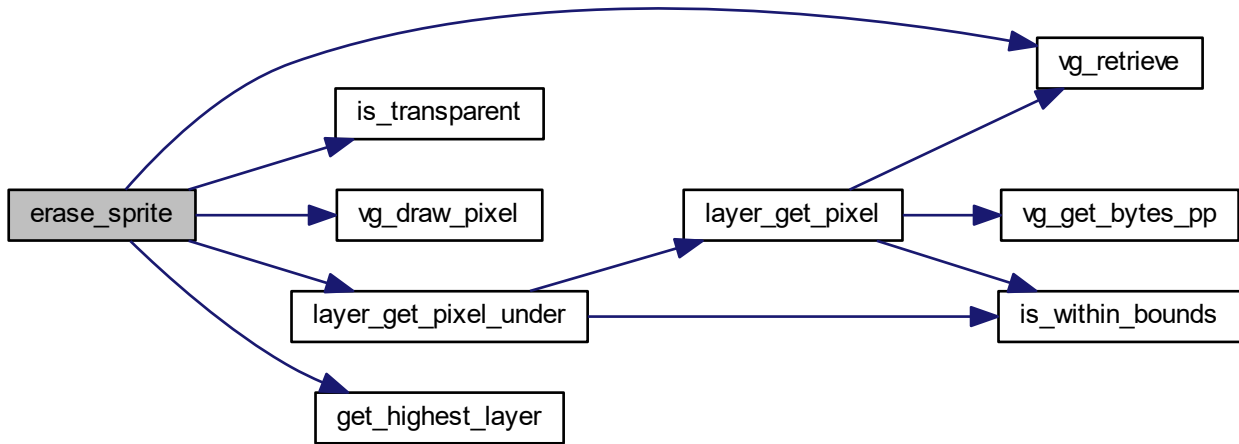 erase_sprite
vg_retrieve
is_transparent
vg_draw_pixel
layer_get_pixel_under
get_highest_layer
layer_get_pixel
vg_get_bytes_pp
is_within_bounds